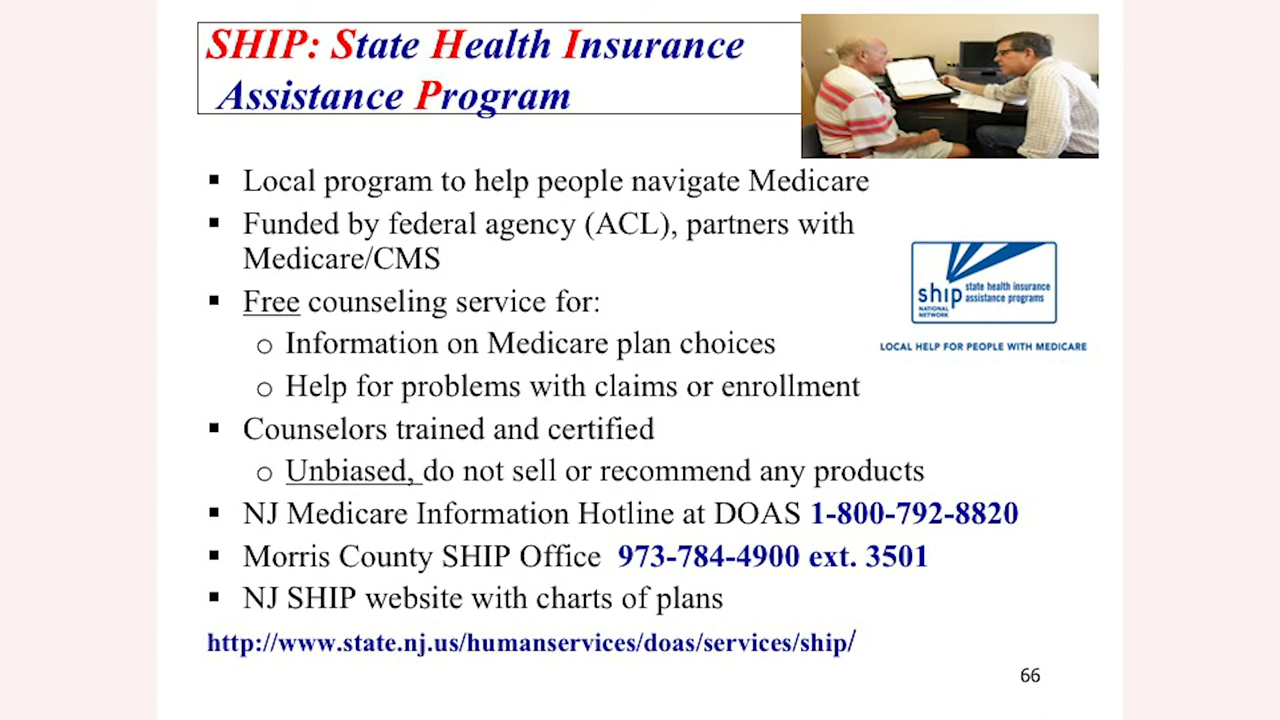 SHIP: State Health Insurance
Assistance Program
▪ Local program to help people navigate Medicare
▪ Funded by federal agency (ACL), partners with
Medicare/CMS
▪ Free counseling service for:
o Information on Medicare plan choices
o Help for problems with claims or enrollment
▪ Counselors trained and certified
o Unbiased, do not sell or recommend any products
▪ NJ Medicare Information Hotline at DOAS 1-800-792-8820
▪ Morris County SHIP Office 973-784-4900 ext. 3501
▪ NJ SHIP website with charts of plans
http://www.state.nj.us/humanservices/doas/services/ship/
ship state health insurance
assistance programs
NATIONAL
NETWORK
LOCAL HELP FOR PEOPLE WITH MEDICARE
66